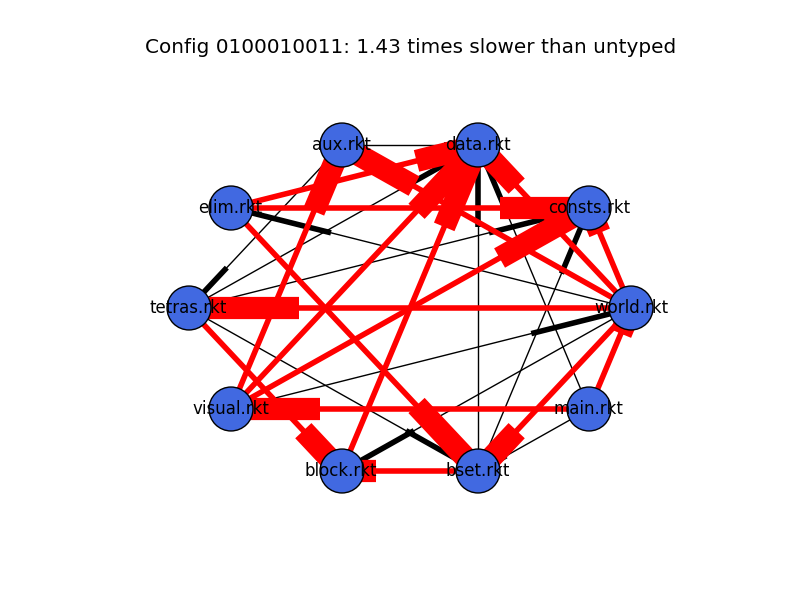 Config 0100010011: 1.43 times slower than untyped
aux.rkt
data.rkt
elim.rkt
consts.rkt
tetras.rkt
world.rkt
visual.rkt
main.rkt
block.rkt
bset.rkt